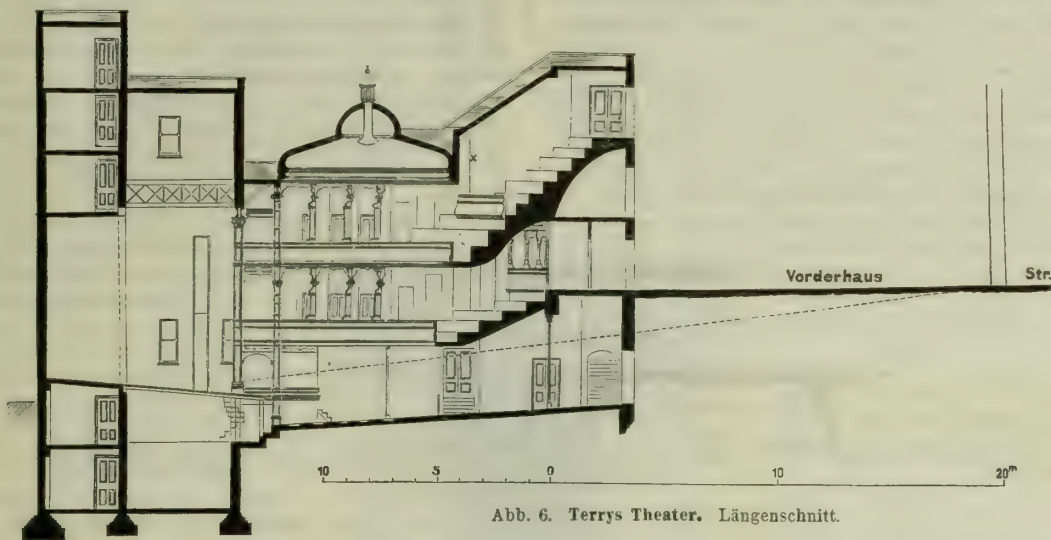 Vorderhaus Str.
10 5 0 10 20m
Abb. 6. Terrys Theater. Längenschnitt.